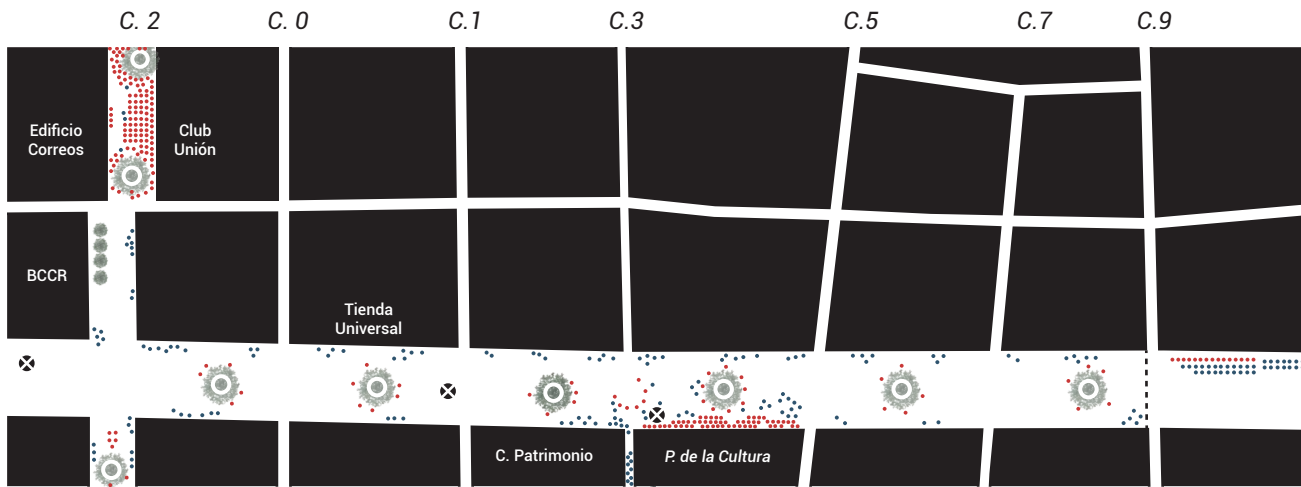 C. 2
C. 0
C.1
C.3
C.5
C.7
C.9
Edificio
Correos
Club
Unión
BCCR
Tienda
Universal
C. Patrimonio
P. de la Cultura